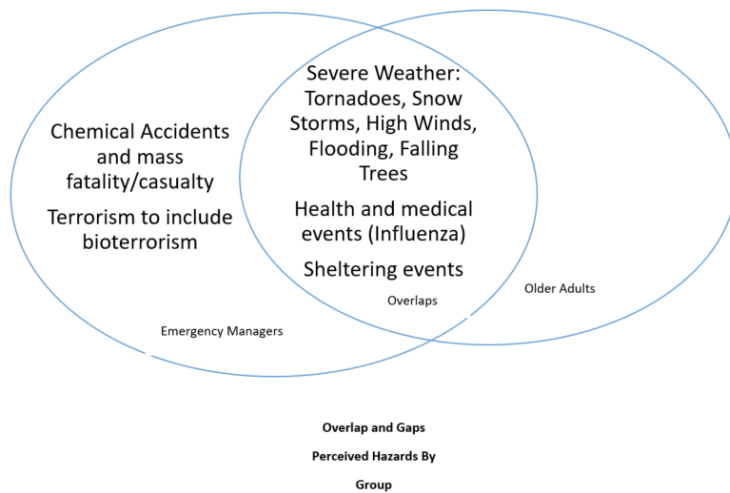 Chemical Accidents
and mass
fatality/casualty
Terrorism to include
bioterrorism
Emergency Managers
Severe Weather:
Tornadoes, Snow
Storms, High Winds,
Flooding, Falling
Trees
Health and medical
events (Influenza)
Sheltering events
Overlaps
Older Adults
Overlap and Gaps
Perceived Hazards By
Group